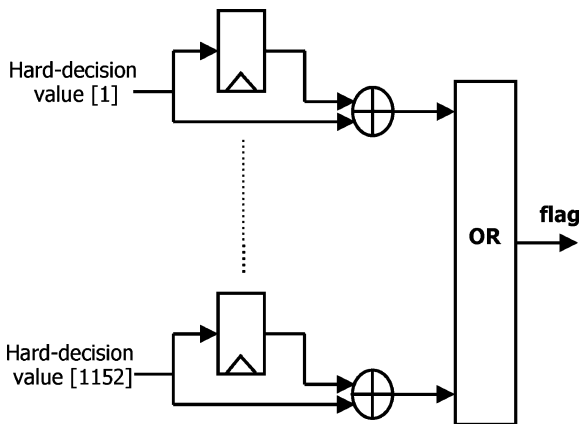 Hard-decision
value [1]
flag
OR
Hard-decision
value [1152]